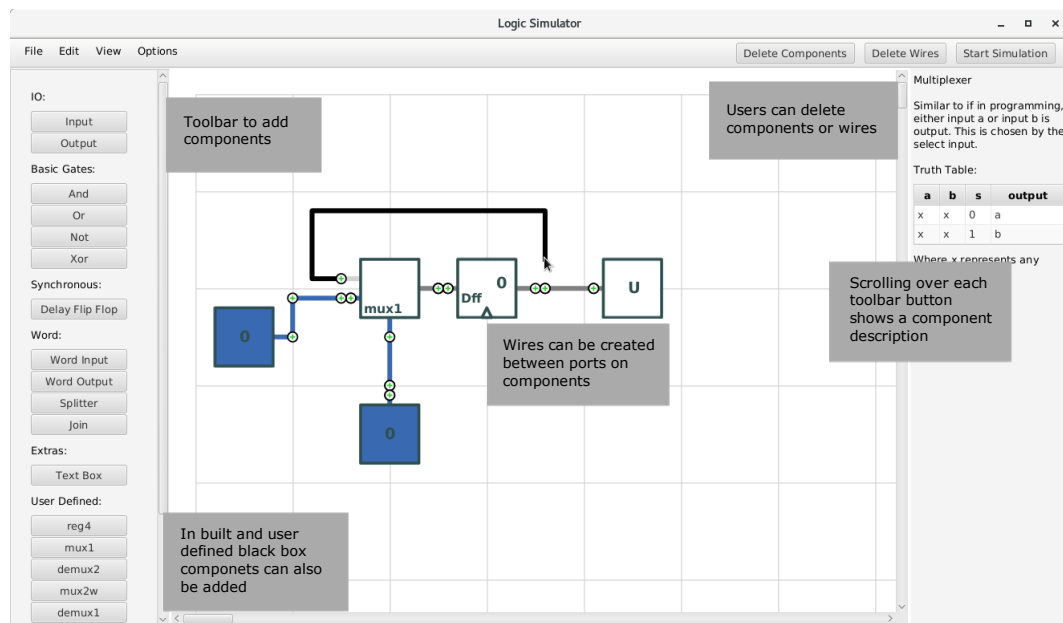 Logic Simulator
File Edit View Options
Delete Components Delete Wires Start Simulation
IO:
Input
Output
Basic Gates:
And
Or
Not
Xor
Synchronous:
Delay Flip Flop
Word:
Word Input
Word Output
Splitter
Join
Extras:
Text Box
User Defined:
reg4
mux1
demux2
mux2w
demux1
Toolbar to add
components
Users can delete
components or wires
mux1
0
Dff
U
0
0
Wires can be created
between ports on
components
In built and user
defined black box
componets can also
be added
Multiplexer
Similar to if in programming,
either input a or input b is
output. This is chosen by the
select input.
Truth Table:
a b s output
x x 0 a
x x 1 b
Where x represents any
Scrolling over each
toolbar button
shows a component
description